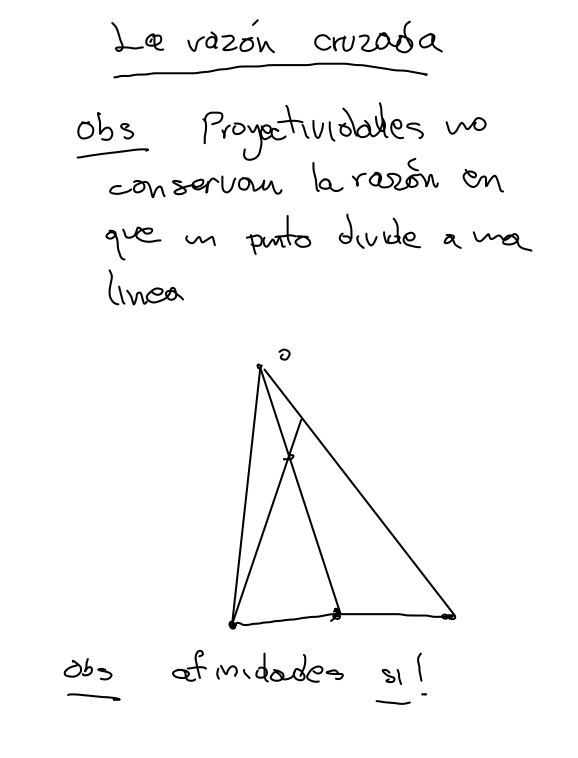 La razón cruzada
obs Proyectividades no
conservan la razón en
que un punto divide a una
linea
O
obs afinidades si!